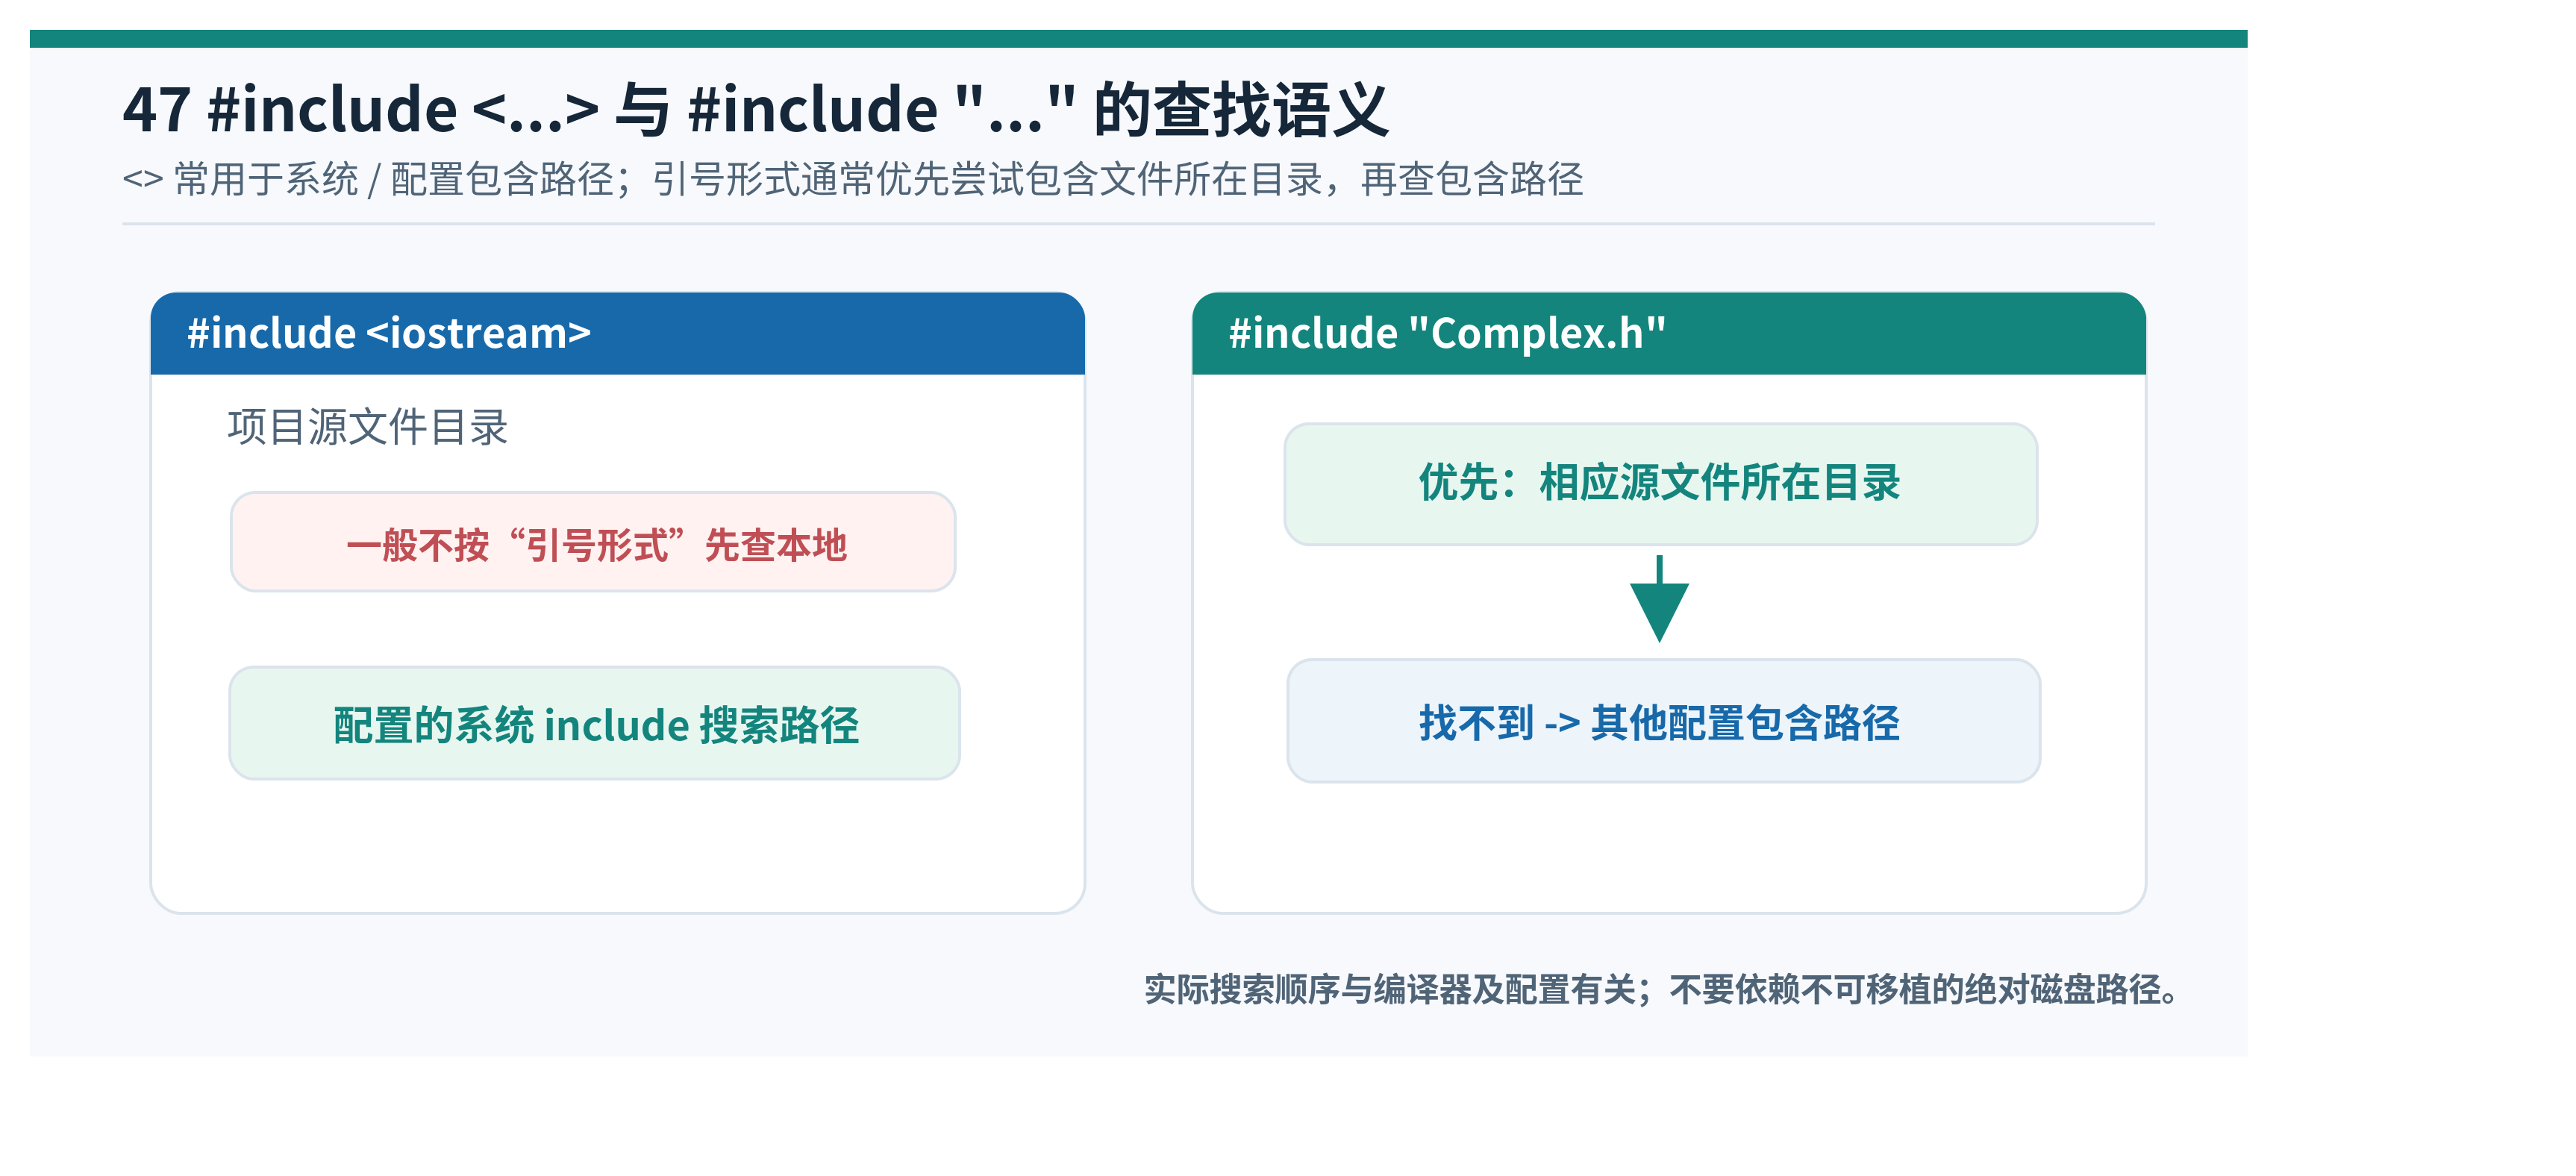 47 #include <...> 与 #include "..." 的查找语义
<> 常用于系统 / 配置包含路径；引号形式通常优先尝试包含文件所在目录，再查包含路径
#include <iostream>
项目源文件目录
一般不按“引号形式”先查本地
配置的系统 include 搜索路径
#include "Complex.h"
优先：相应源文件所在目录
找不到 -> 其他配置包含路径
实际搜索顺序与编译器及配置有关；不要依赖不可移植的绝对磁盘路径。